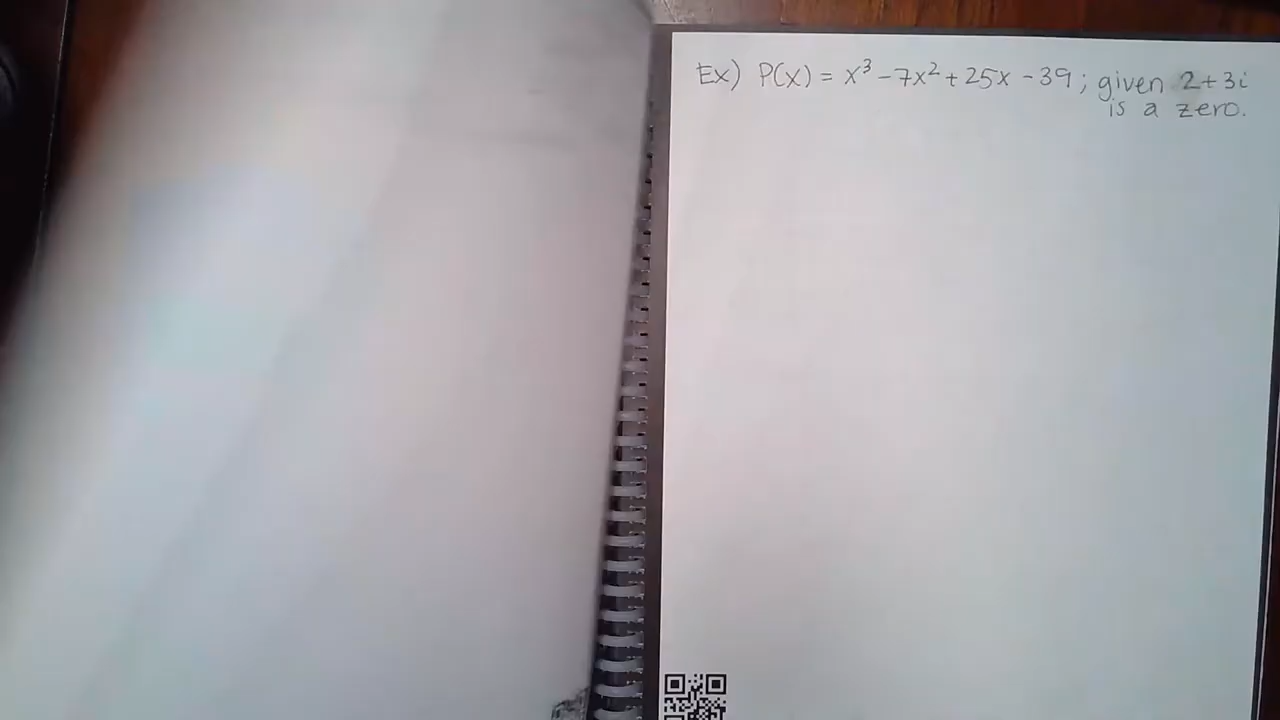 Ex) P(x) = x³ - 7x² + 25x - 39; given 2+3i
is a zero.